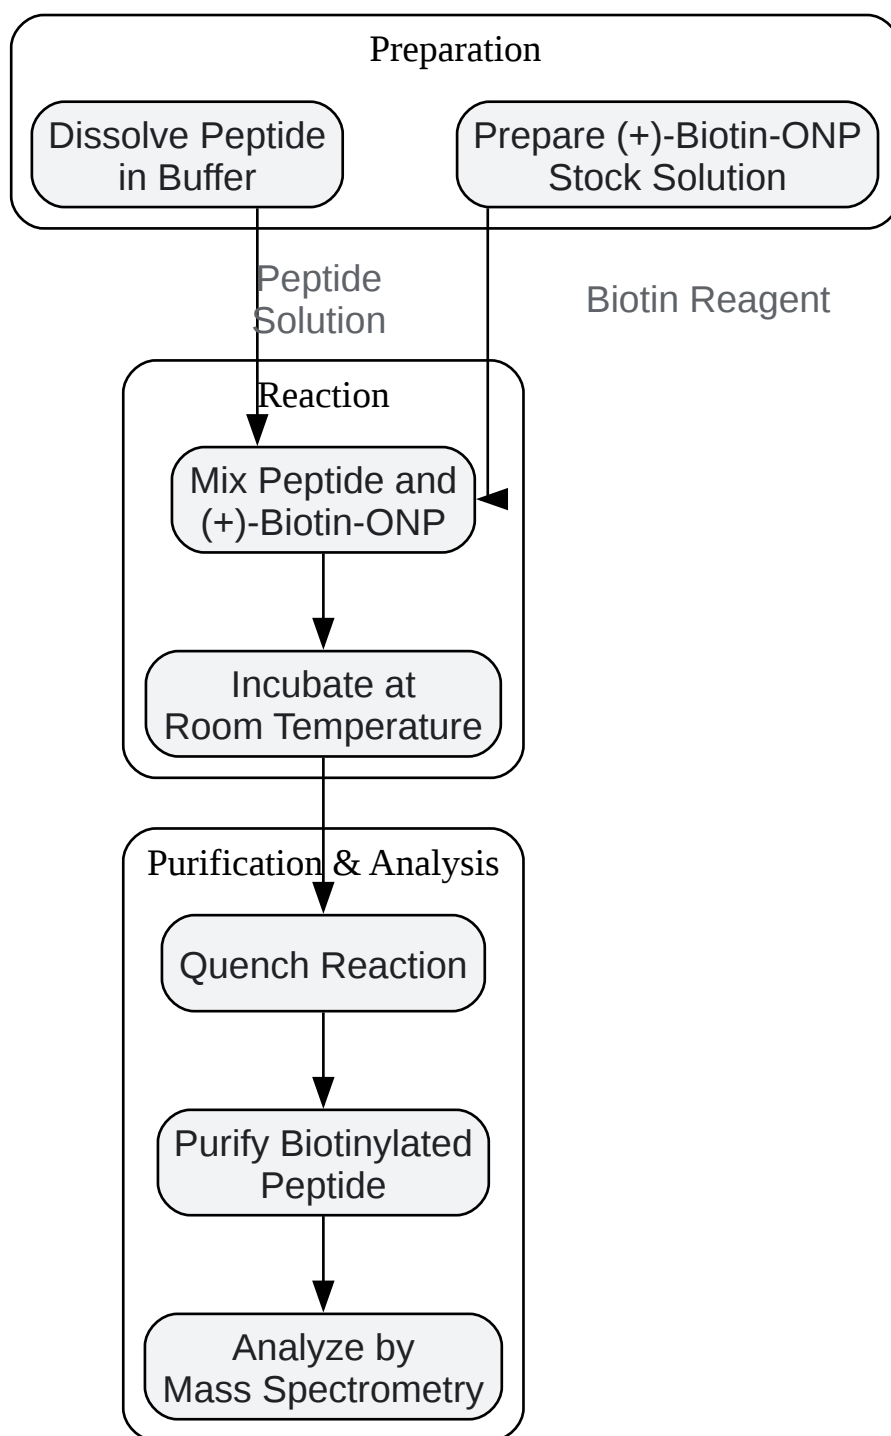 Preparation
Dissolve Peptide
in Buffer
Prepare (+)-Biotin-ONP
Stock Solution
Peptide
Solution
Biotin Reagent
Reaction
Mix Peptide and
(+)-Biotin-ONP
Incubate at
Room Temperature
Purification & Analysis
Quench Reaction
Purify Biotinylated
Peptide
Analyze by
Mass Spectrometry